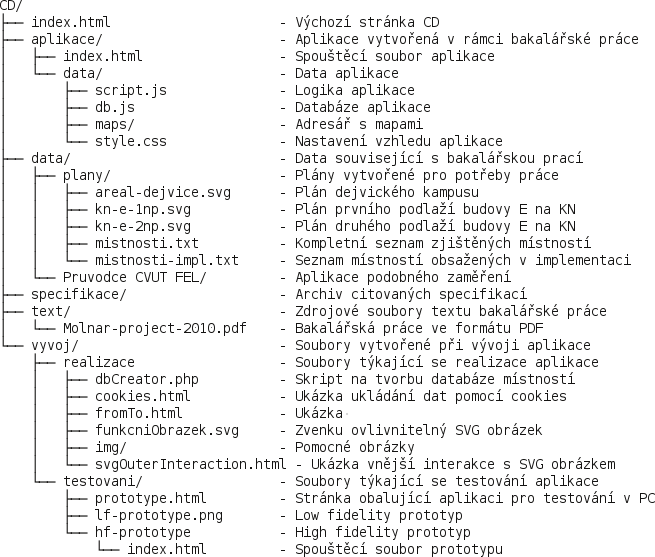 CD/
├── index.html                     - Výchozí stránka CD
├── aplikace/                      - Aplikace vytvořená v rámci bakalářské práce
│   ├── index.html                 - Spouštěcí soubor aplikace
│   └── data/                      - Data aplikace
│       ├── script.js              - Logika aplikace
│       ├── db.js                  - Databáze aplikace
│       ├── maps/                  - Adresář s mapami
│       └── style.css              - Nastavení vzhledu aplikace
├── data/                          - Data související s bakalářskou prací
│   ├── plany/                     - Plány vytvořené pro potřeby práce
│   │   ├── areal-dejvice.svg      - Plán dejvického kampusu
│   │   ├── kn-e-1np.svg           - Plán prvního podlaží budovy E na KN
│   │   ├── kn-e-2np.svg           - Plán druhého podlaží budovy E na KN
│   │   ├── mistnosti.txt          - Kompletní seznam zjištěných místností
│   │   └── mistnosti-impl.txt     - Seznam místností obsažených v implementaci
│   └── Pruvodce CVUT FEL/         - Aplikace podobného zaměření
├── specifikace/                   - Archiv citovaných specifikací
├── text/                          - Zdrojové soubory textu bakalářské práce
│   └── Molnar-project-2010.pdf    - Bakalářská práce ve formátu PDF
└── vyvoj/                         - Soubory vytvořené při vývoji aplikace
    ├── realizace                  - Soubory týkající se realizace aplikace
    │   ├── dbCreator.php          - Skript na tvorbu databáze místností
    │   ├── cookies.html           - Ukázka ukládání dat pomocí cookies
    │   ├── fromTo.html            - Ukázka
    │   ├── funkcniObrazek.svg     - Zvenku ovlivnitelný SVG obrázek
    │   ├── img/                   - Pomocné obrázky
    │   └── svgOuterInteraction.html - Ukázka vnější interakce s SVG obrázkem
    └── testovani/                 - Soubory týkající se testování aplikace
        ├── prototype.html         - Stránka obalující aplikaci pro testování v PC
        ├── lf-prototype.png       - Low fidelity prototyp
        └── hf-prototype           - High fidelity prototyp
            └── index.html         - Spouštěcí soubor prototypu